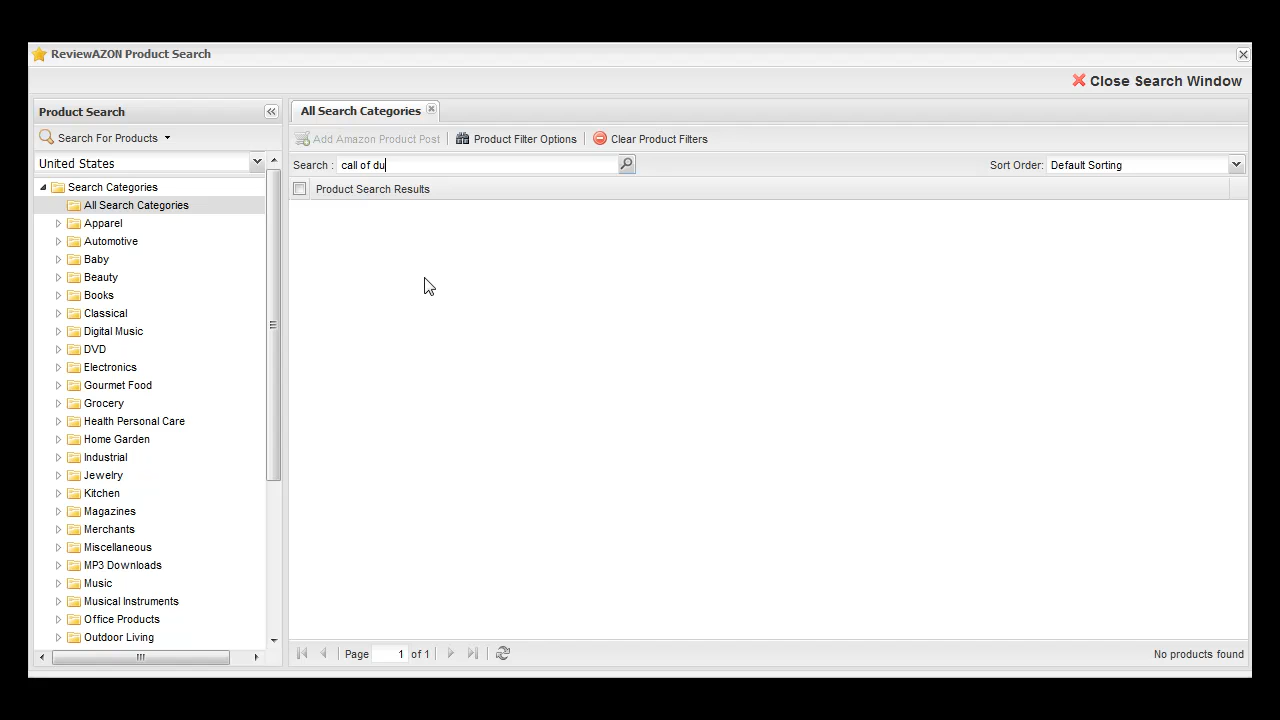 ReviewAZON Product Search
Close Search Window
Product Search
Search For Products
United States
Search Categories
All Search Categories
Apparel
Automotive
Baby
Beauty
Books
Classical
Digital Music
DVD
Electronics
Gourmet Food
Grocery
Health Personal Care
Home Garden
Industrial
Jewelry
Kitchen
Magazines
Merchants
Miscellaneous
MP3 Downloads
Music
Musical Instruments
Office Products
Outdoor Living
All Search Categories
Add Amazon Product Post Product Filter Options Clear Product Filters
Search : call of du Sort Order: Default Sorting
Product Search Results
Page 1 of 1 No products found